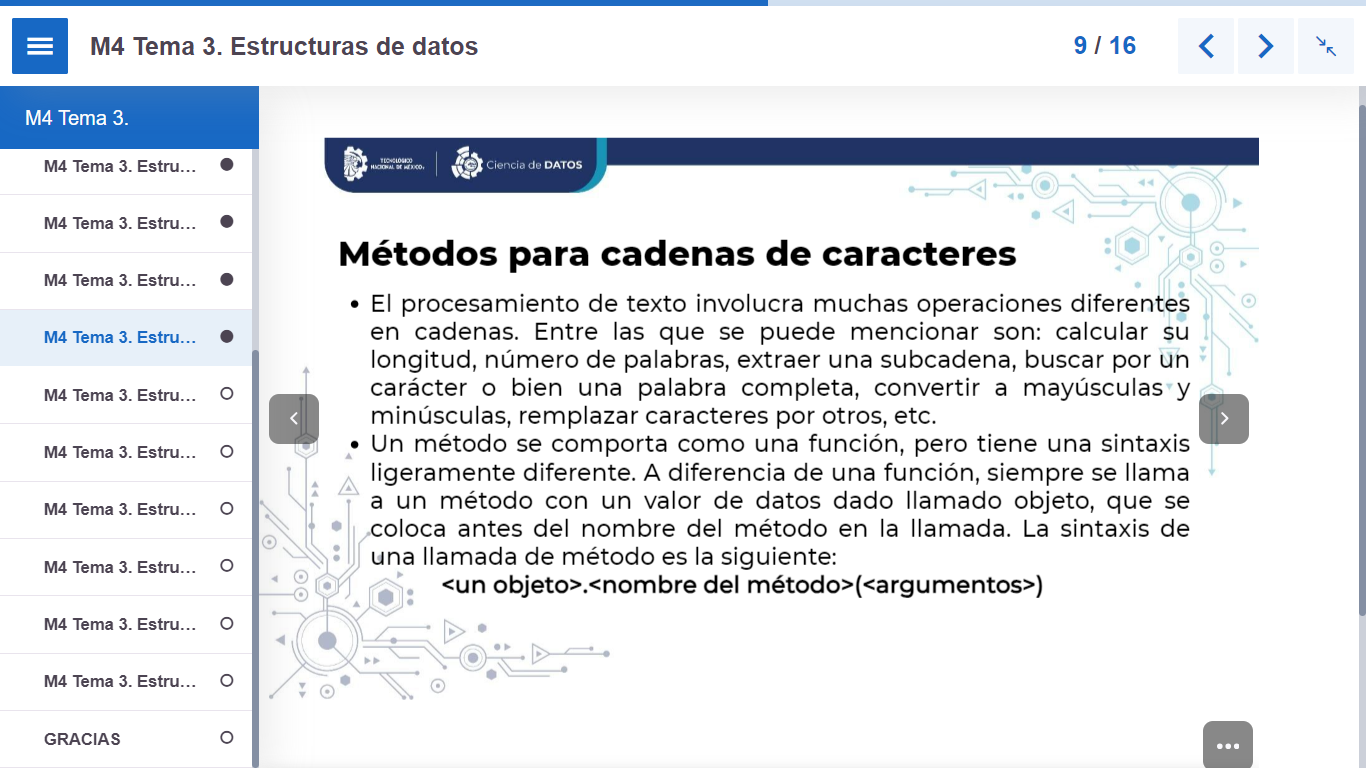 M4 Tema 3. Estructuras de datos
9 / 16
M4 Tema 3.
M4 Tema 3. Estru...
M4 Tema 3. Estru...
M4 Tema 3. Estru...
M4 Tema 3. Estru...
M4 Tema 3. Estru...
M4 Tema 3. Estru...
M4 Tema 3. Estru...
M4 Tema 3. Estru...
M4 Tema 3. Estru...
M4 Tema 3. Estru...
GRACIAS
TECNOLÓGICO
NACIONAL DE MÉXICO
Ciencia de DATOS
Métodos para cadenas de caracteres
• El procesamiento de texto involucra muchas operaciones diferentes
en cadenas. Entre las que se puede mencionar son: calcular su
longitud, número de palabras, extraer una subcadena, buscar por un
carácter o bien una palabra completa, convertir a mayúsculas y
minúsculas, remplazar caracteres por otros, etc.
• Un método se comporta como una función, pero tiene una sintaxis
ligeramente diferente. A diferencia de una función, siempre se llama
a un método con un valor de datos dado llamado objeto, que se
coloca antes del nombre del método en la llamada. La sintaxis de
una llamada de método es la siguiente:
<un objeto>.<nombre del método>(<argumentos>)